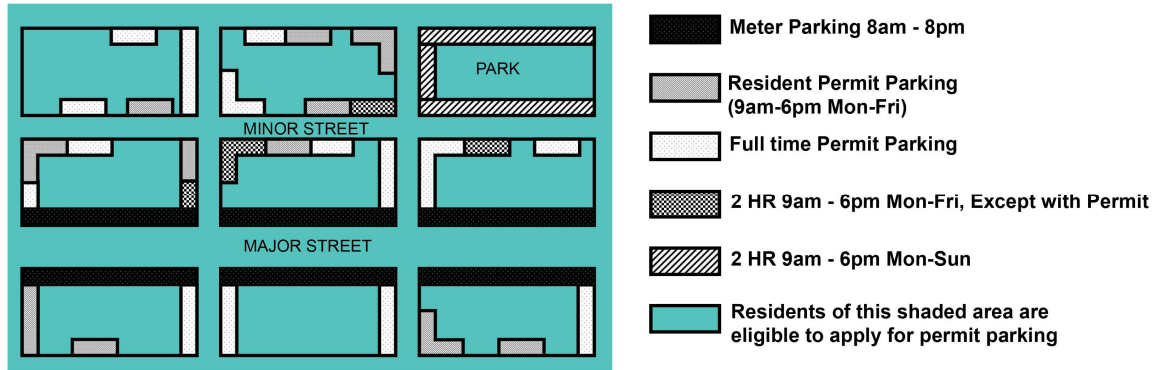 PARK
MINOR STREET
MAJOR STREET
Meter Parking 8am - 8pm
Resident Permit Parking
(9am-6pm Mon-Fri)
Full time Permit Parking
2 HR 9am - 6pm Mon-Fri, Except with Permit
2 HR 9am - 6pm Mon-Sun
Residents of this shaded area are
eligible to apply for permit parking